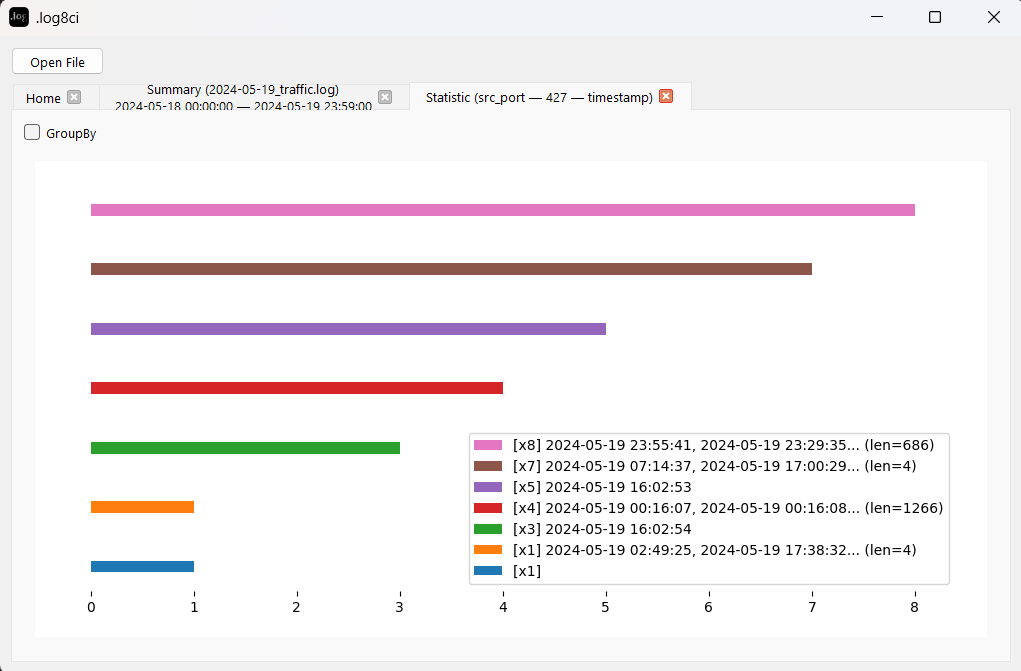 .log .log8ci
Open File
Home
Summary (2024-05-19_traffic.log)
2024-05-18 00:00:00 — 2024-05-19 23:59:00
Statistic (src_port — 427 — timestamp)
GroupBy
[x8] 2024-05-19 23:55:41, 2024-05-19 23:29:35... (len=686)
[x7] 2024-05-19 07:14:37, 2024-05-19 17:00:29... (len=4)
[x5] 2024-05-19 16:02:53
[x4] 2024-05-19 00:16:07, 2024-05-19 00:16:08... (len=1266)
[x3] 2024-05-19 16:02:54
[x1] 2024-05-19 02:49:25, 2024-05-19 17:38:32... (len=4)
[x1]
0 1 2 3 4 5 6 7 8